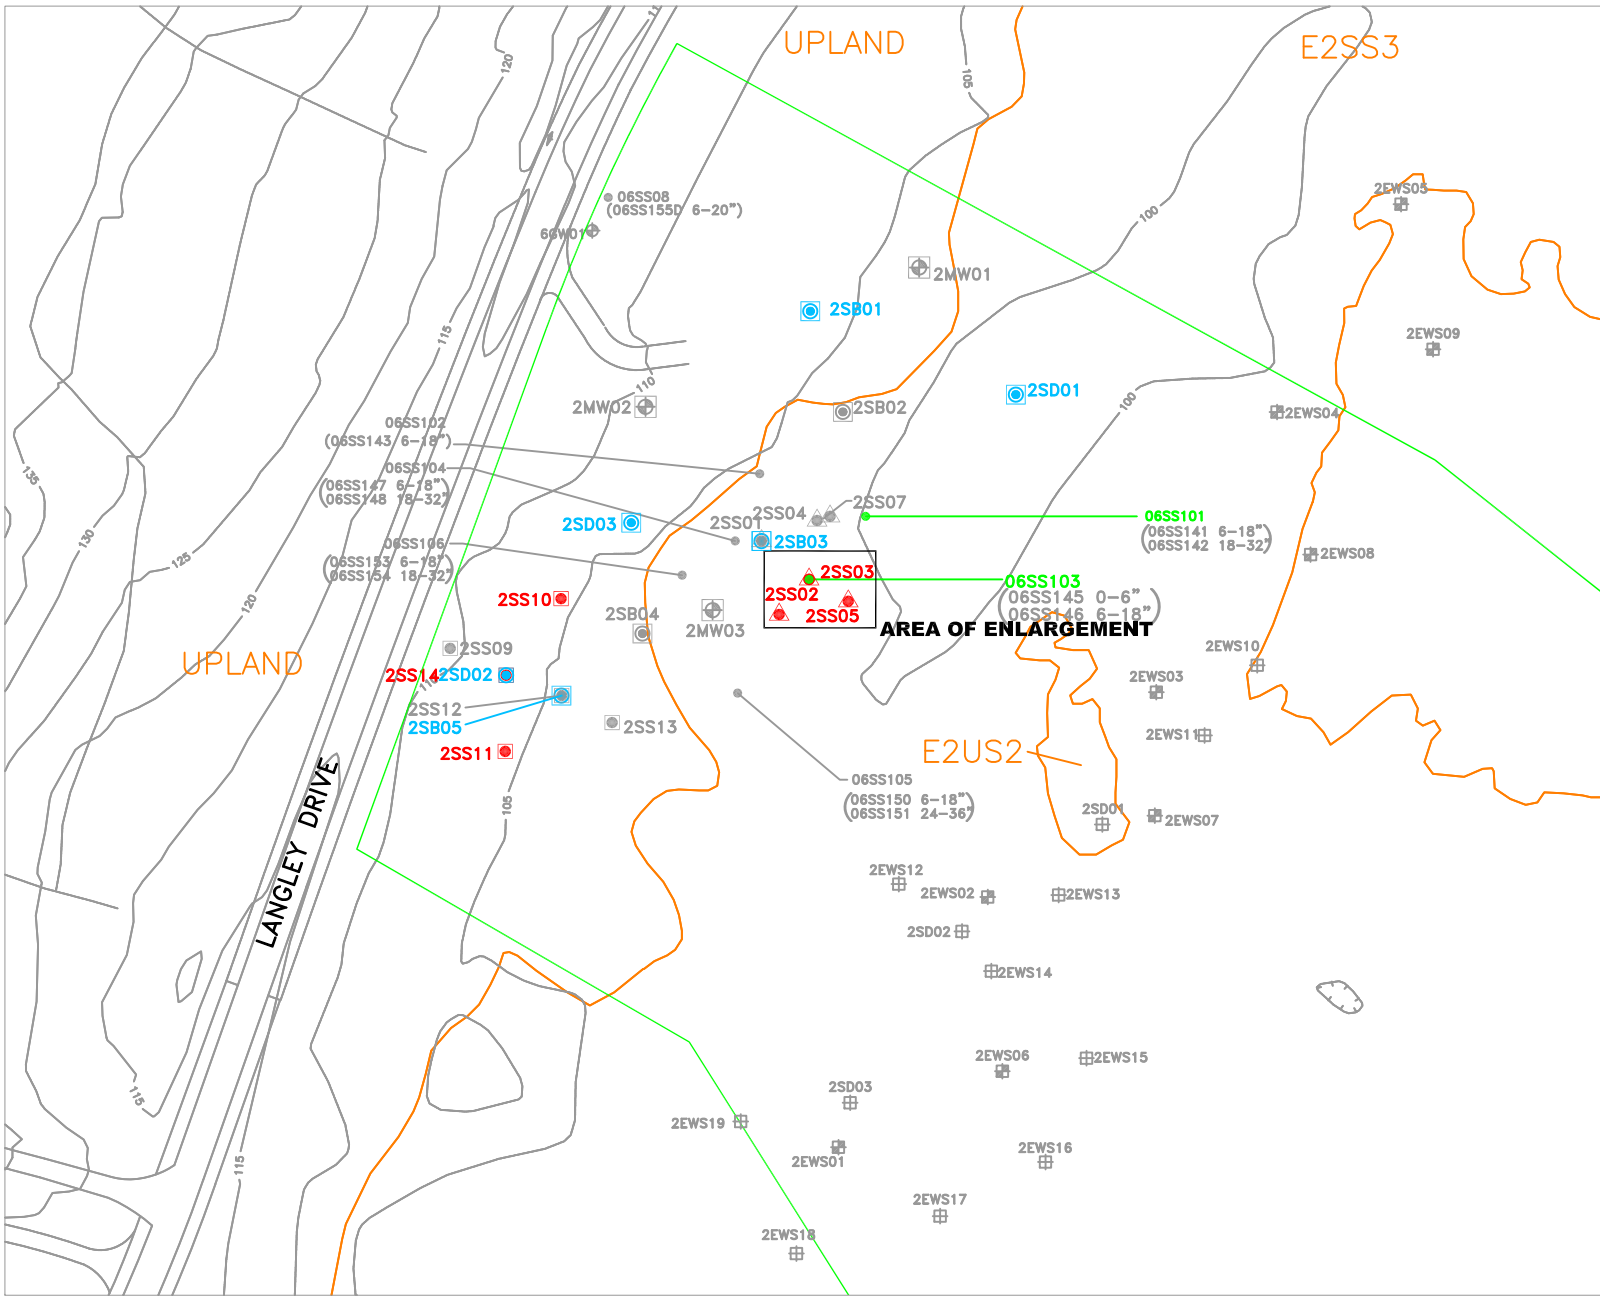 UPLAND
E2SS3
120
105
06SS08
(06SS155D 6-20")
6GW01
2EWS05
100
2MW01
2SB01
115
2EWS09
110
2SD01
100
2MW02
2SB02
2EWS04
06SS102
(06SS143 6-18")
135
06SS104
(06SS147 6-18")
(06SS148 18-32")
2SS07
2SS04
2SS01
06SS101
(06SS141 6-18")
(06SS142 18-32")
2SD03
130
125
06SS106
(06SS153 6-18")
(06SS154 18-32")
2SB03
2EWS08
2SS03
06SS103
2SS02
2SS05
(06SS145 0-6")
(06SS146 6-18")
2SS10
120
2SB04
2MW03
AREA OF ENLARGEMENT
2SS09
UPLAND
2EWS10
2SS14
2SD02
2EWS03
2SS12
2SB05
2SS13
2EWS11
2SS11
E2US2
06SS105
(06SS150 6-18")
(06SS151 24-36")
105
2SD01
2EWS07
LANGLEY DRIVE
2EWS12
2EWS02
2EWS13
2SD02
2EWS14
2EWS06
2EWS15
115
2SD03
2EWS19
2EWS01
2EWS16
115
2EWS17
2EWS18